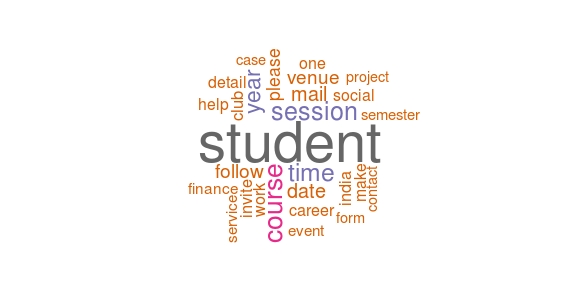 case
please
one
detail
year
venue
project
help
club
mail
social
session
semester
student
follow
course
time
finance
invite
work
date
india
make
contact
service
career
form
event